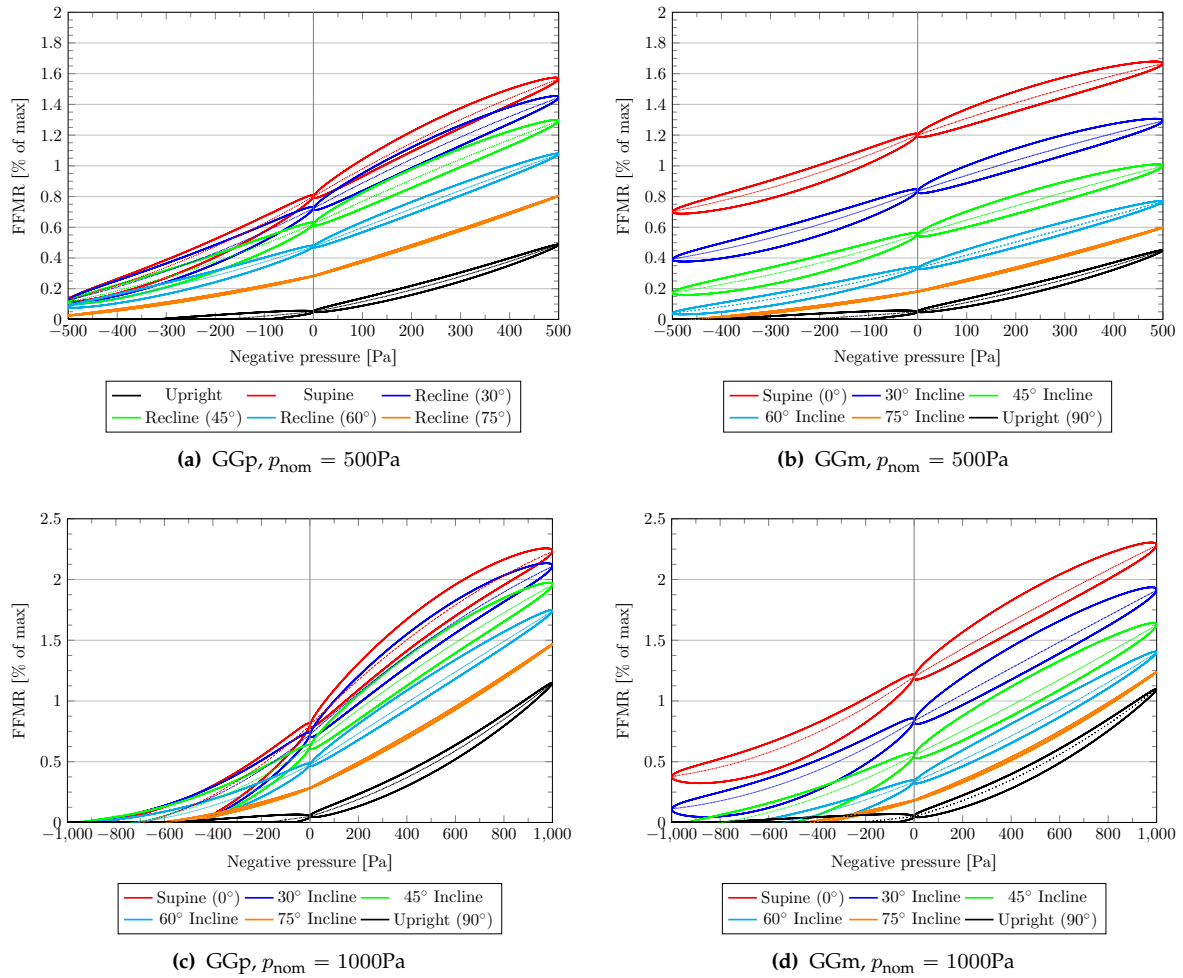 2
1.8
1.6
1.4
1.2
1
0.8
0.6
0.4
0.2
0
FFMR [% of max]
−500 −400 −300 −200 −100 0 100 200 300 400 500
Negative pressure [Pa]
Upright Supine Recline (30°)
Recline (45°) Recline (60°) Recline (75°)
(a) GGp, pnom = 500Pa
2
1.8
1.6
1.4
1.2
1
0.8
0.6
0.4
0.2
0
FFMR [% of max]
−500 −400 −300 −200 −100 0 100 200 300 400 500
Negative pressure [Pa]
Supine (0°) 30° Incline 45° Incline
60° Incline 75° Incline Upright (90°)
(b) GGm, pnom = 500Pa
2.5
2
1.5
1
0.5
0
FFMR [% of max]
−1,000 −800 −600 −400 −200 0 200 400 600 800 1,000
Negative pressure [Pa]
Supine (0°) 30° Incline 45° Incline
60° Incline 75° Incline Upright (90°)
(c) GGp, pnom = 1000Pa
2.5
2
1.5
1
0.5
0
FFMR [% of max]
−1,000 −800 −600 −400 −200 0 200 400 600 800 1,000
Negative pressure [Pa]
Supine (0°) 30° Incline 45° Incline
60° Incline 75° Incline Upright (90°)
(d) GGm, pnom = 1000Pa